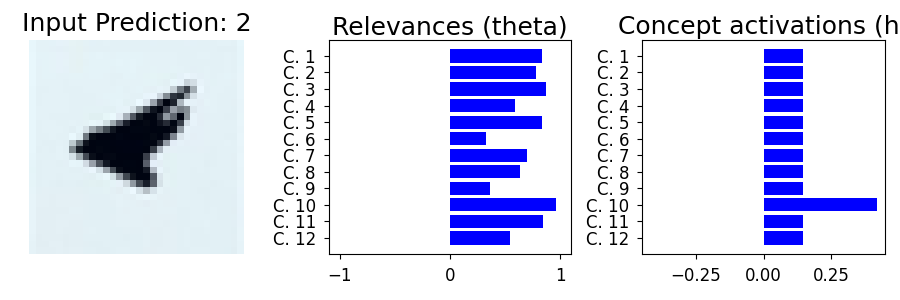 Input Prediction: 2
Relevances (theta)
C. 1
C. 2
C. 3
C. 4
C. 5
C. 6
C. 7
C. 8
C. 9
C. 10
C. 11
C. 12
−1
0
1
Concept activations (h
C. 1
C. 2
C. 3
C. 4
C. 5
C. 6
C. 7
C. 8
C. 9
C. 10
C. 11
C. 12
−0.25
0.00
0.25